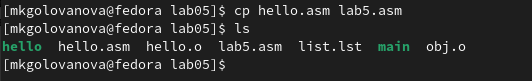 [mkgolovanova@fedora lab05]$ cp hello.asm lab5.asm
[mkgolovanova@fedora lab05]$ ls
hello  hello.asm  hello.o  lab5.asm  list.lst  main  obj.o
[mkgolovanova@fedora lab05]$